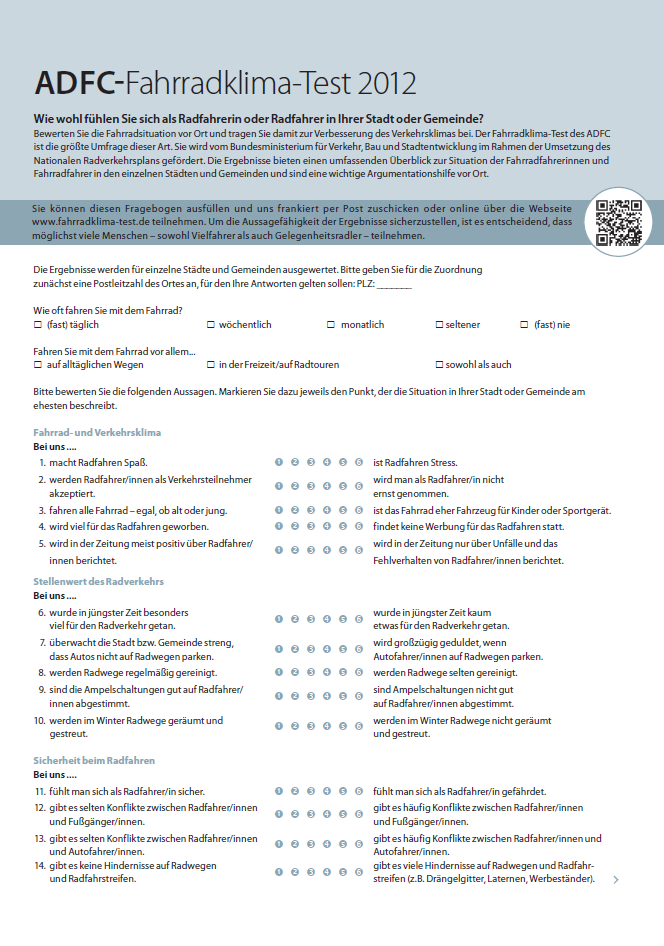 ADFC-Fahrradklima-Test 2012
Wie wohl fühlen Sie sich als Radfahrerin oder Radfahrer in Ihrer Stadt oder Gemeinde?
Bewerten Sie die Fahrradsituation vor Ort und tragen Sie damit zur Verbesserung des Verkehrsklimas bei. Der Fahrradklima-Test des ADFC
ist die größte Umfrage dieser Art. Sie wird vom Bundesministerium für Verkehr, Bau und Stadtentwicklung im Rahmen der Umsetzung des
Nationalen Radverkehrsplans gefördert. Die Ergebnisse bieten einen umfassenden Überblick zur Situation der Fahrradfahrerinnen und
Fahrradfahrer in den einzelnen Städten und Gemeinden und sind eine wichtige Argumentationshilfe vor Ort.
Sie können diesen Fragebogen ausfüllen und uns frankiert per Post zuschicken oder online über die Webseite
www.fahrradklima-test.de teilnehmen. Um die Aussagefähigkeit der Ergebnisse sicherzustellen, ist es entscheidend, dass
möglichst viele Menschen – sowohl Vielfahrer als auch Gelegenheitsradler – teilnehmen.
Die Ergebnisse werden für einzelne Städte und Gemeinden ausgewertet. Bitte geben Sie für die Zuordnung
zunächst eine Postleitzahl des Ortes an, für den Ihre Antworten gelten sollen: PLZ: _______
Wie oft fahren Sie mit dem Fahrrad?
☐ (fast) täglich ☐ wöchentlich ☐ monatlich ☐ seltener ☐ (fast) nie
Fahren Sie mit dem Fahrrad vor allem...
☐ auf alltäglichen Wegen ☐ in der Freizeit/auf Radtouren ☐ sowohl als auch
Bitte bewerten Sie die folgenden Aussagen. Markieren Sie dazu jeweils den Punkt, der die Situation in Ihrer Stadt oder Gemeinde am
ehesten beschreibt.
Fahrrad- und Verkehrsklima
Bei uns ....
1. macht Radfahren Spaß. 1 2 3 4 5 6 ist Radfahren Stress.
2. werden Radfahrer/innen als Verkehrsteilnehmer 1 2 3 4 5 6 wird man als Radfahrer/in nicht
akzeptiert. ernst genommen.
3. fahren alle Fahrrad – egal, ob alt oder jung. 1 2 3 4 5 6 ist das Fahrrad eher Fahrzeug für Kinder oder Sportgerät.
4. wird viel für das Radfahren geworben. 1 2 3 4 5 6 findet keine Werbung für das Radfahren statt.
5. wird in der Zeitung meist positiv über Radfahrer/ 1 2 3 4 5 6 wird in der Zeitung nur über Unfälle und das
innen berichtet. Fehlverhalten von Radfahrer/innen berichtet.
Stellenwert des Radverkehrs
Bei uns ....
6. wurde in jüngster Zeit besonders 1 2 3 4 5 6 wurde in jüngster Zeit kaum
viel für den Radverkehr getan. etwas für den Radverkehr getan.
7. überwacht die Stadt bzw. Gemeinde streng, 1 2 3 4 5 6 wird großzügig geduldet, wenn
dass Autos nicht auf Radwegen parken. Autofahrer/innen auf Radwegen parken.
8. werden Radwege regelmäßig gereinigt. 1 2 3 4 5 6 werden Radwege selten gereinigt.
9. sind die Ampelschaltungen gut auf Radfahrer/ 1 2 3 4 5 6 sind Ampelschaltungen nicht gut
innen abgestimmt. auf Radfahrer/innen abgestimmt.
10. werden im Winter Radwege geräumt und 1 2 3 4 5 6 werden im Winter Radwege nicht geräumt
gestreut. und gestreut.
Sicherheit beim Radfahren
Bei uns ....
11. fühlt man sich als Radfahrer/in sicher. 1 2 3 4 5 6 fühlt man sich als Radfahrer/in gefährdet.
12. gibt es selten Konflikte zwischen Radfahrer/innen 1 2 3 4 5 6 gibt es häufig Konflikte zwischen Radfahrer/innen
und Fußgänger/innen. und Fußgänger/innen.
13. gibt es selten Konflikte zwischen Radfahrer/innen 1 2 3 4 5 6 gibt es häufig Konflikte zwischen Radfahrer/innen und
und Autofahrer/innen. Autofahrer/innen.
14. gibt es keine Hindernisse auf Radwegen 1 2 3 4 5 6 gibt es viele Hindernisse auf Radwegen und Radfahr-
und Radfahrstreifen. streifen (z.B. Drängelgitter, Laternen, Werbeständer).